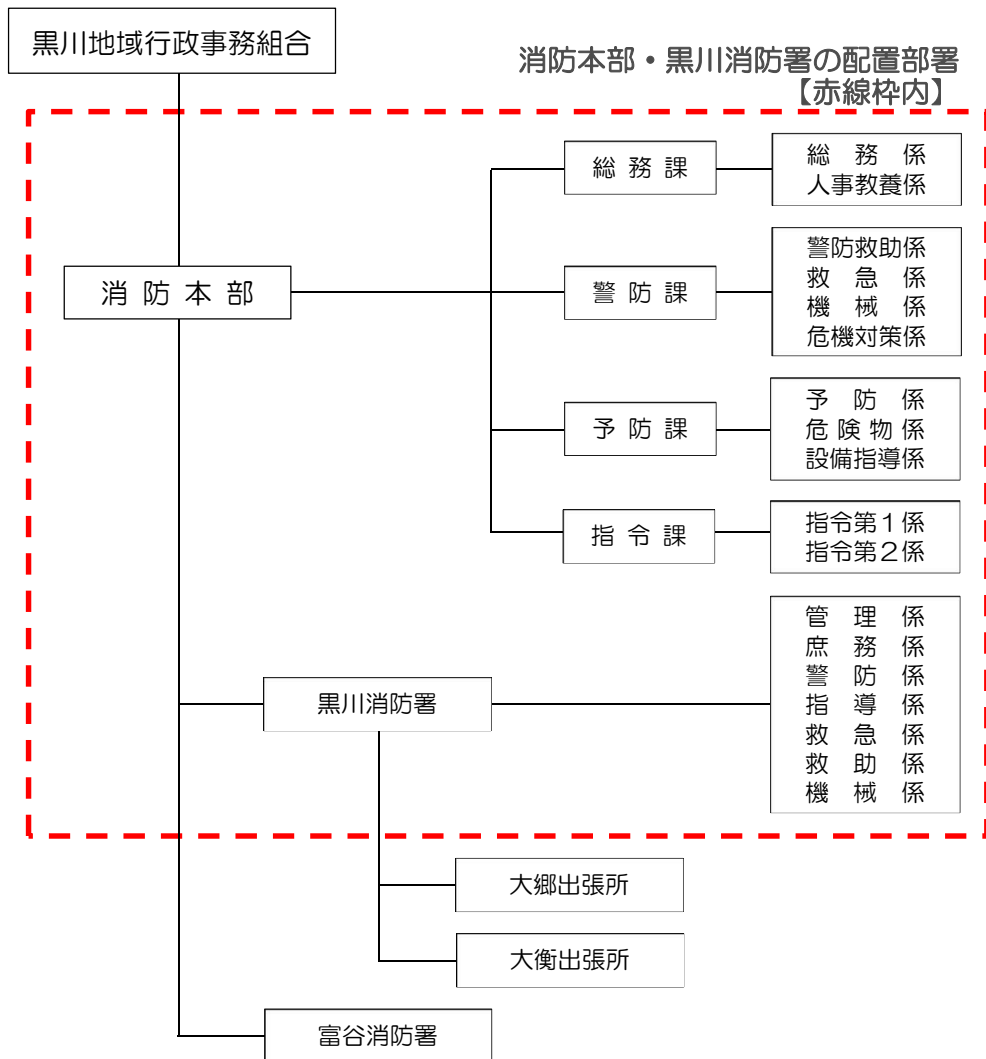 黒川地域行政事務組合
消防本部・黒川消防署の配置部署
【赤線枠内】
総務課
総務係
人事教養係
消防本部
警防課
警防救助係
救急係
機械係
危機対策係
予防課
予防係
危険物係
設備指導係
指令課
指令第1係
指令第2係
黒川消防署
管理係
庶務係
警防係
指導係
救急係
救助係
機械係
大郷出張所
大衡出張所
富谷消防署